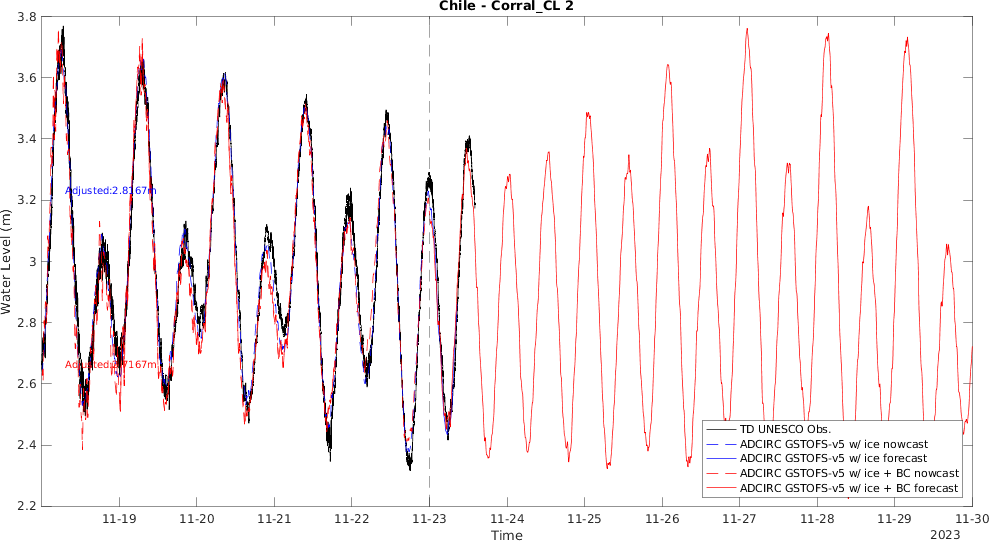 Chile - Corral_CL 2
Water Level (m)
3.8
3.6
3.4
3.2
3
2.8
2.6
2.4
2.2
Adjusted:2.8167m
TD UNESCO Obs.
ADCIRC GSTOFS-v5 w/ ice nowcast
ADCIRC GSTOFS-v5 w/ ice forecast
ADCIRC GSTOFS-v5 w/ ice + BC nowcast
ADCIRC GSTOFS-v5 w/ ice + BC forecast
11-19
11-20
11-21
11-22
11-23
11-24
11-25
11-26
11-27
11-28
11-29
11-30
Time
2023